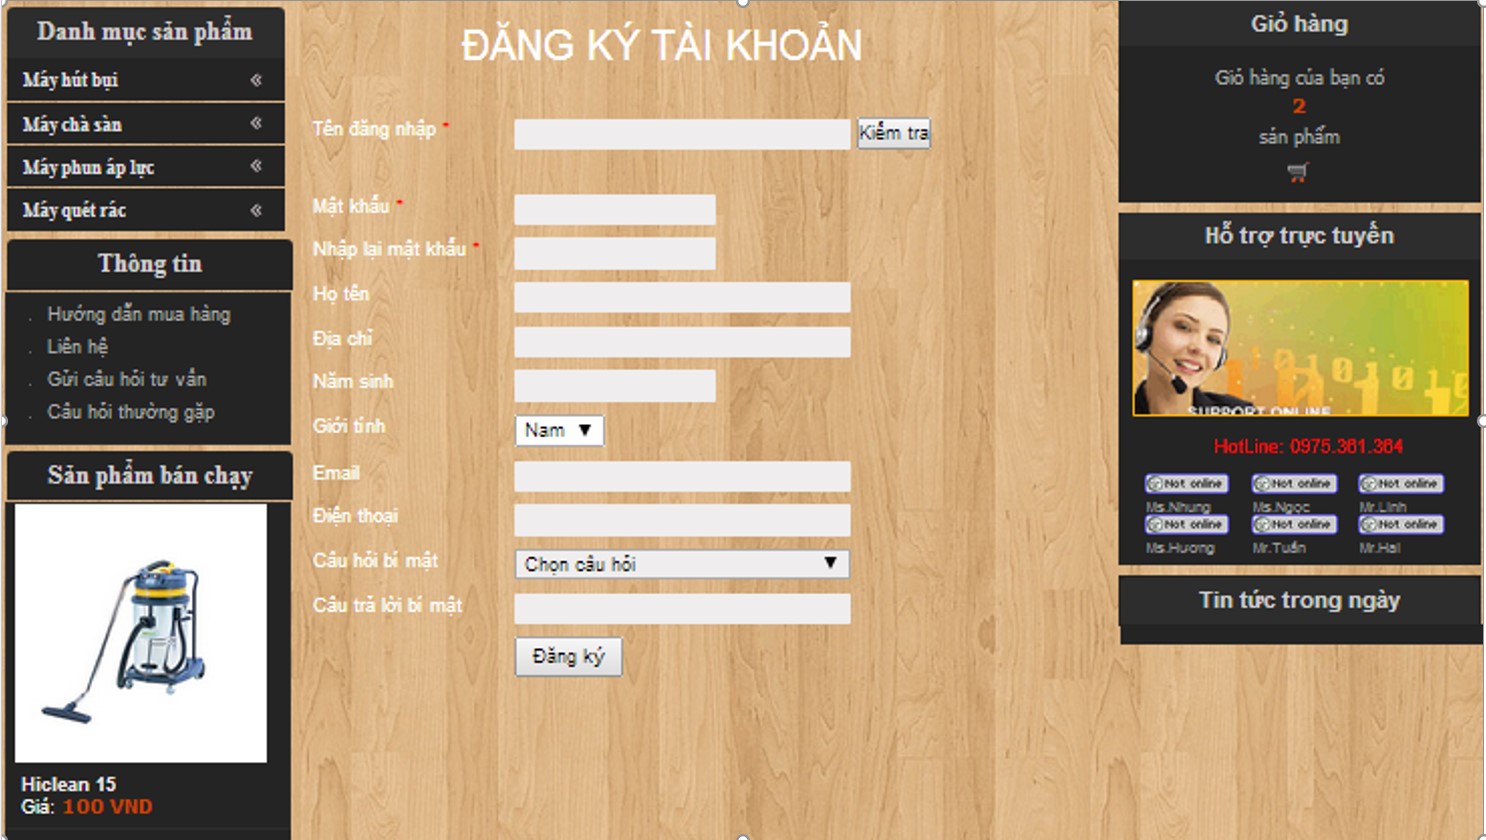 Danh mục sản phẩm
Máy hút bụi
Máy chà sàn
Máy phun áp lực
Máy quét rác
Thông tin
. Hướng dẫn mua hàng
. Liên hệ
. Gửi câu hỏi tư vấn
. Câu hỏi thường gặp
Sản phẩm bán chạy
Hiclean 15
Giá: 100 VND
ĐĂNG KÝ TÀI KHOẢN
Tên đăng nhập *
Kiểm tra
Mật khẩu *
Nhập lại mật khẩu *
Họ tên
Địa chỉ
Năm sinh
Giới tính
Nam ▼
Email
Điện thoại
Câu hỏi bí mật
Chọn câu hỏi ▼
Câu trả lời bí mật
Đăng ký
Giỏ hàng
Giỏ hàng của bạn có
2
sản phẩm
Hỗ trợ trực tuyến
SUPPORT ONLINE
HotLine: 0975.361.364
Not online Not online Not online
Ms.Nhung Ms.Ngọc Mr.Linh
Not online Not online Not online
Ms.Hương Mr.Tuấn Mr.Hai
Tin tức trong ngày